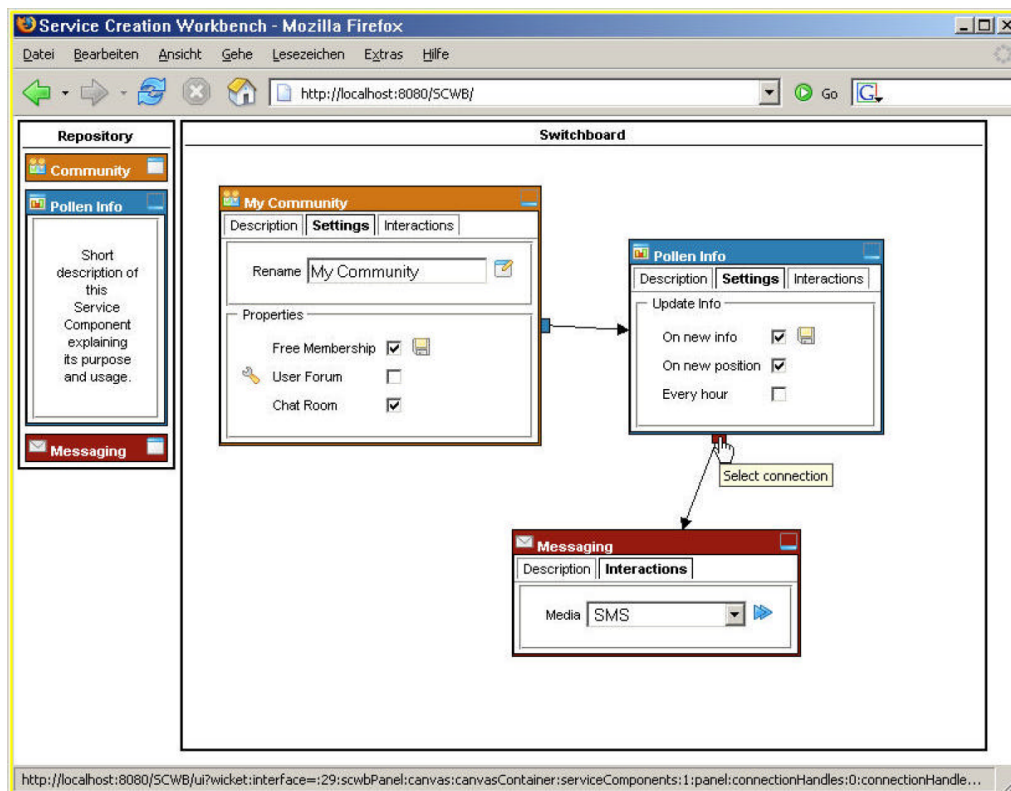 Service Creation Workbench - Mozilla Firefox
Datei Bearbeiten Ansicht Gehe Lesezeichen Extras Hilfe
http://localhost:8080/SCWB/ Go G
Repository
Community
Pollen Info
Short
description of
this
Service
Component
explaining
its purpose
and usage.
Messaging
Switchboard
My Community
Description Settings Interactions
Rename My Community
Properties
Free Membership
User Forum
Chat Room
Pollen Info
Description Settings Interactions
Update Info
On new info
On new position
Every hour
Select connection
Messaging
Description Interactions
Media SMS
http://localhost:8080/SCWB/ui?wicket:interface=:29:scwbPanel:canvas:canvasContainer:serviceComponents:1:panel:connectionHandles:0:connectionHandle...